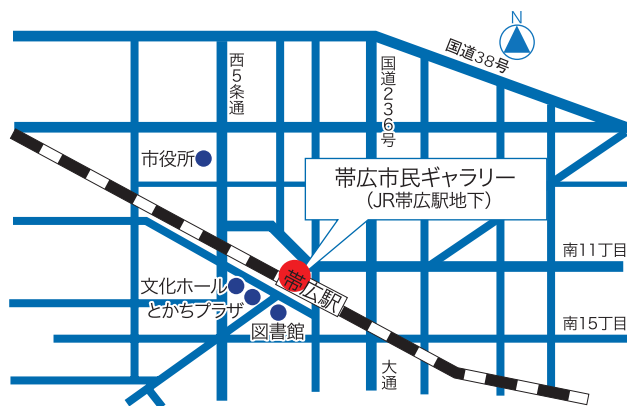 N
国道38号
西5条通
国道236号
市役所
帯広市民ギャラリー
(JR帯広駅地下)
南11丁目
文化ホール
とかちプラザ
帯広駅
図書館
南15丁目
大通